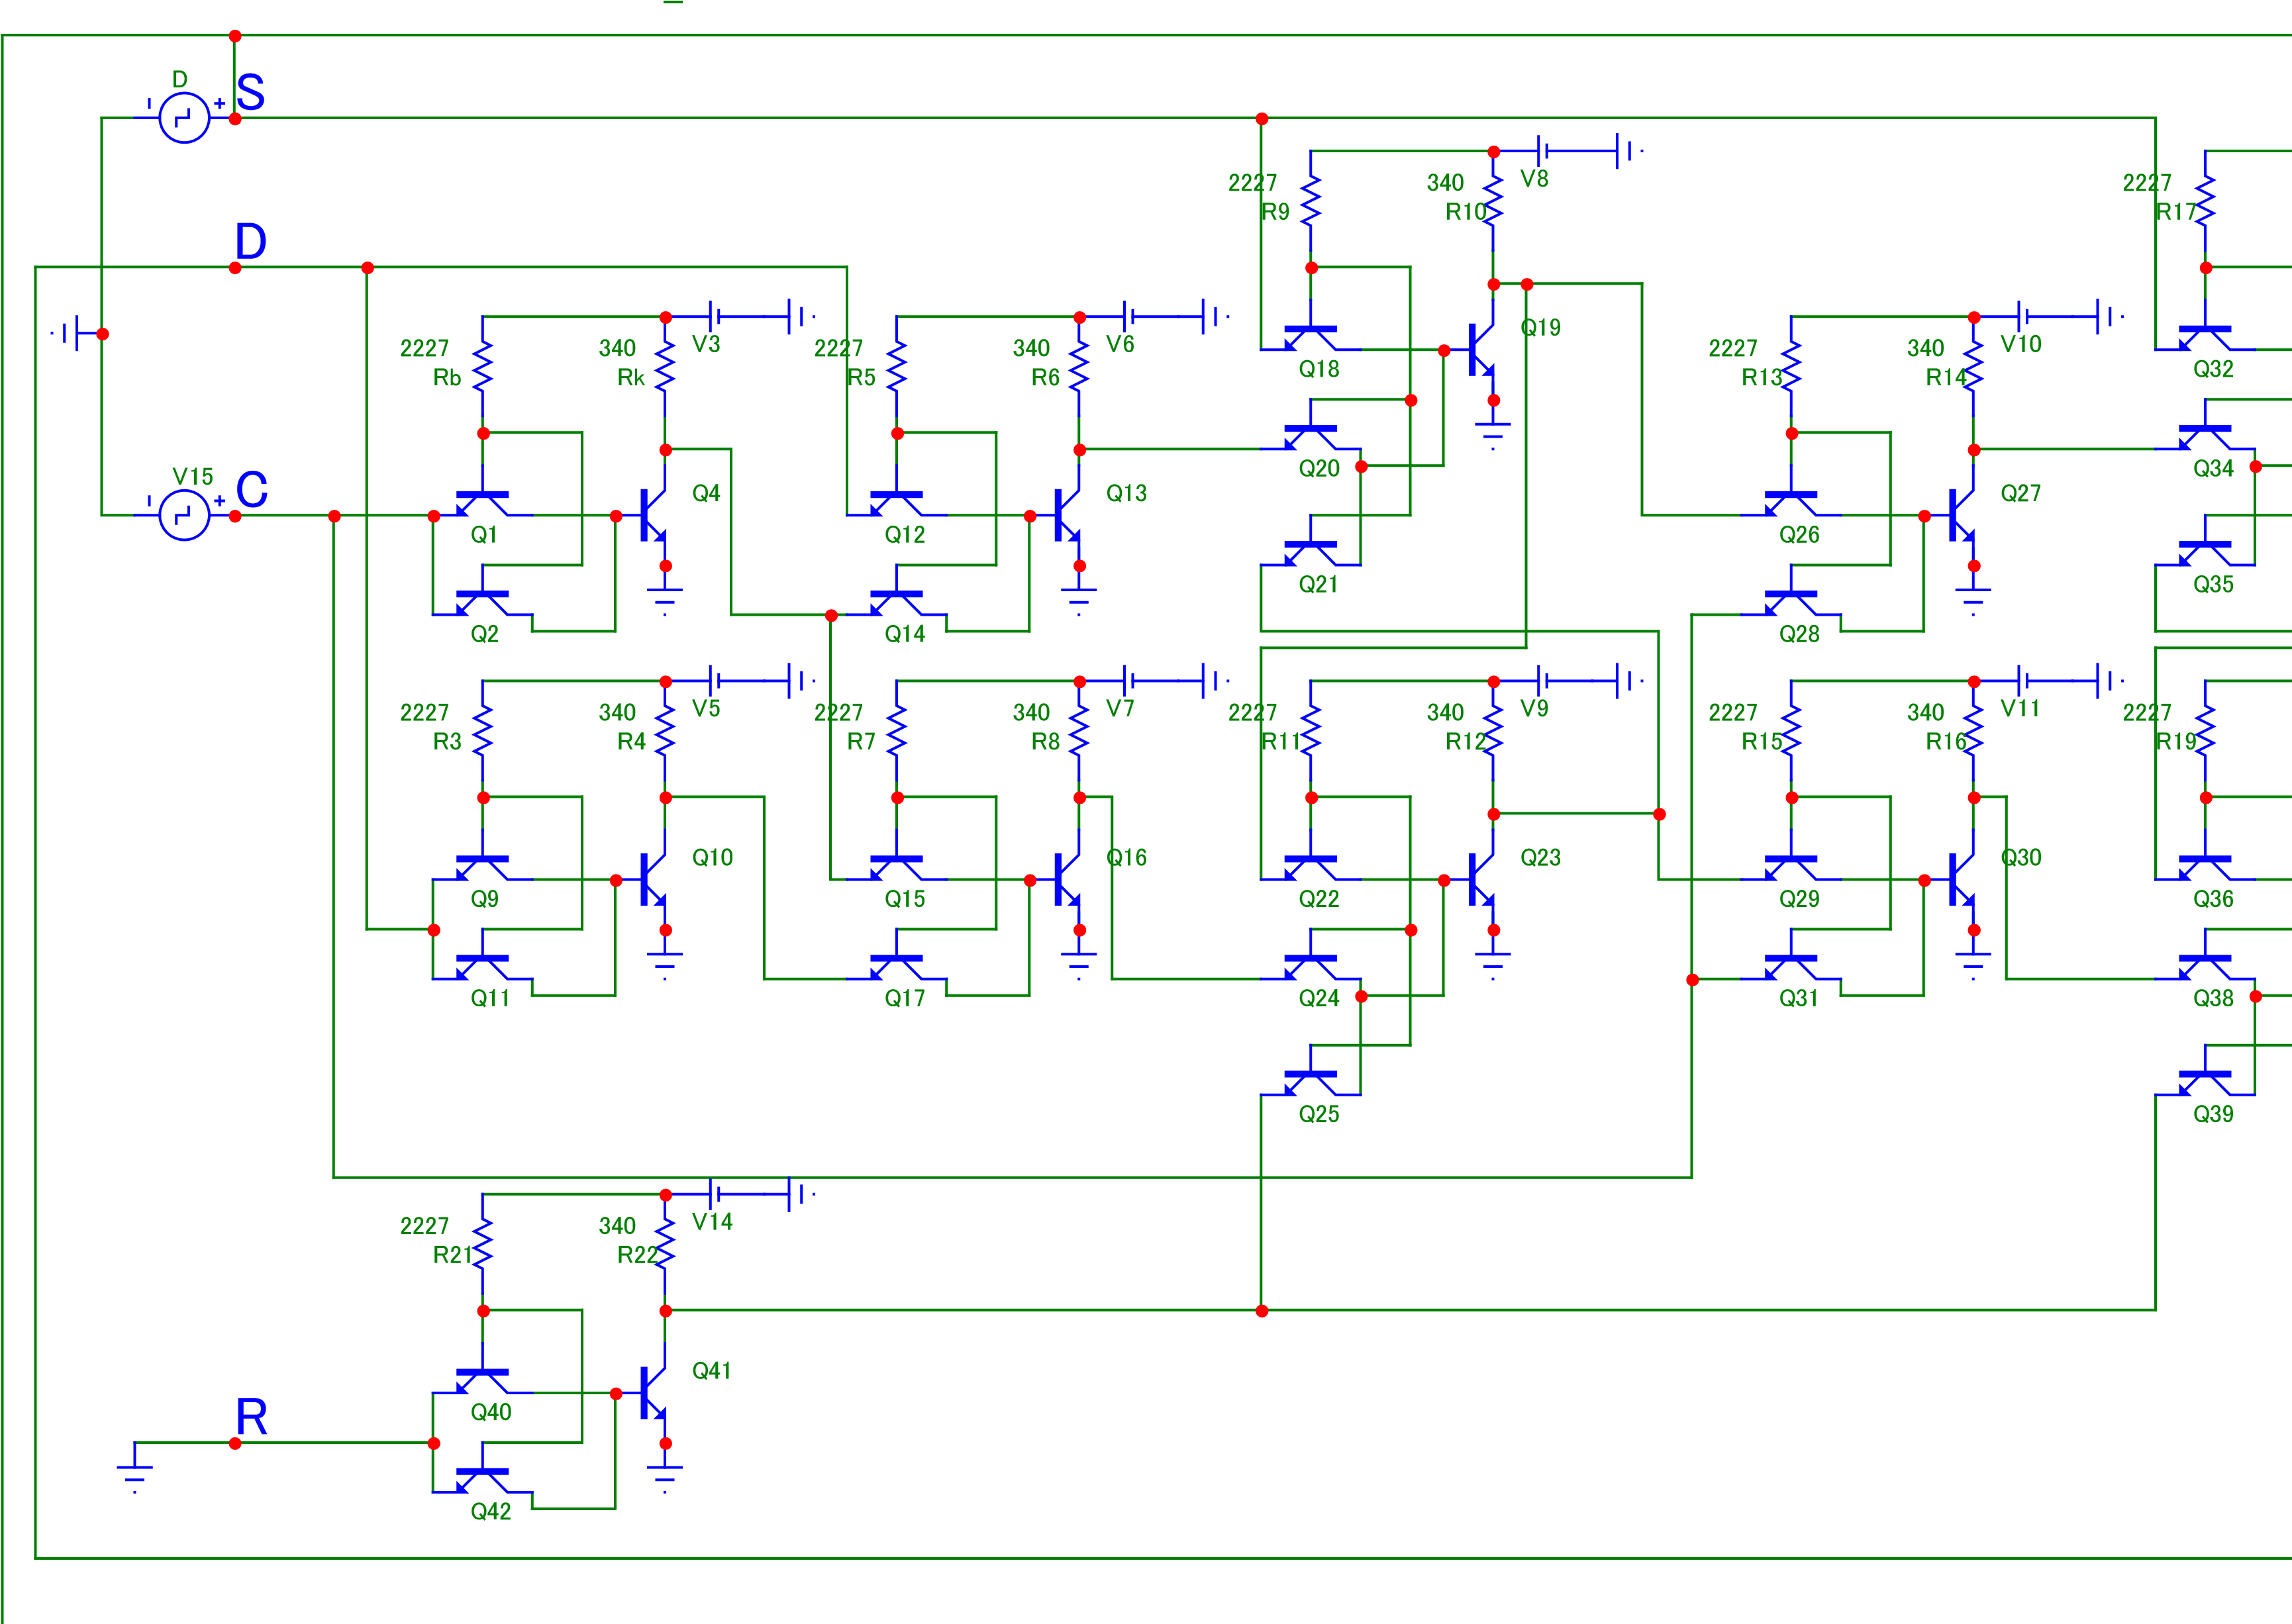 D
S
2227
R9
340
R10
V8
2227
R17
D
Q19
Q18
Q32
2227
Rb
340
Rk
V3
2227
R5
340
R6
V6
2227
R13
340
R14
V10
Q20
Q34
V15
C
Q4
Q13
Q27
Q1
Q12
Q26
Q21
Q35
Q2
Q14
Q28
2227
R3
340
R4
V5
2227
R7
340
R8
V7
2227
R11
340
R12
V9
2227
R15
340
R16
V11
2227
R19
Q10
Q16
Q23
Q30
Q9
Q15
Q22
Q29
Q36
Q11
Q17
Q24
Q31
Q38
Q25
Q39
2227
R21
340
R22
V14
Q41
Q40
R
Q42